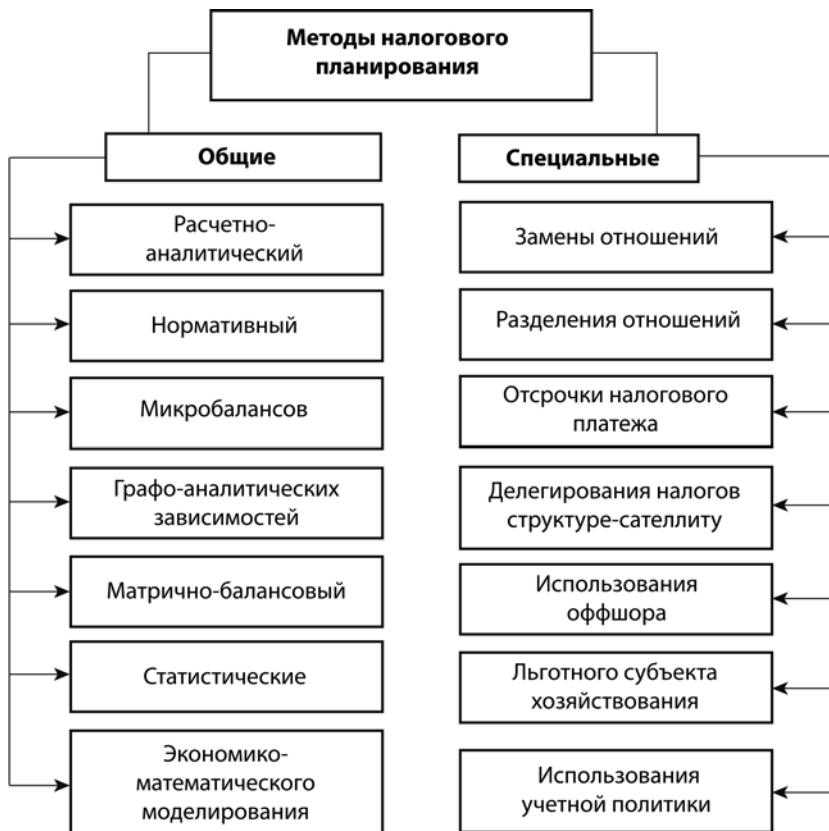 Методы налогового
планирования
Общие
Специальные
Расчетно-
аналитический
Замены отношений
Нормативный
Разделения отношений
Микробалансов
Отсрочки налогового
платежа
Графо-аналитических
зависимостей
Делегирования налогов
структуре-сателлиту
Матрично-балансовый
Использования
оффшора
Статистические
Льготного субъекта
хозяйствования
Экономико-
математического
моделирования
Использования
учетной политики